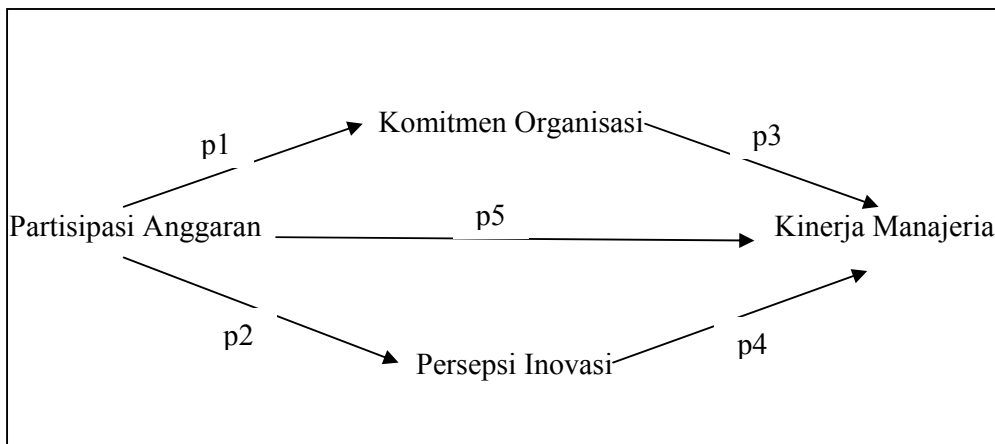 Komitmen Organisasi
p1
p3
Partisipasi Anggaran
p5
Kinerja Manajeria
p2
p4
Persepsi Inovasi